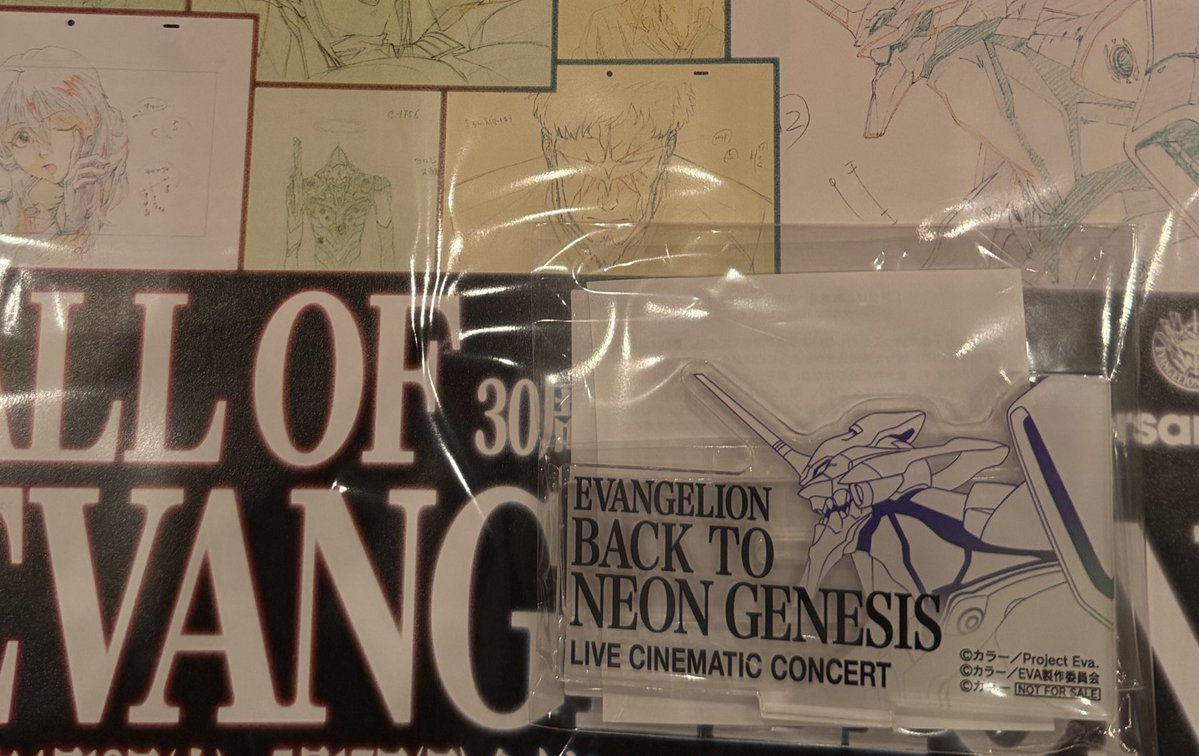 C-1756
ALL OF
30
EVANG
EVANGELION
BACK TO
NEON GENESIS
LIVE CINEMATIC CONCERT
©カラー/Project Eva.
©カラー/EVA製作委員会
©カラー
NOT FOR SALE